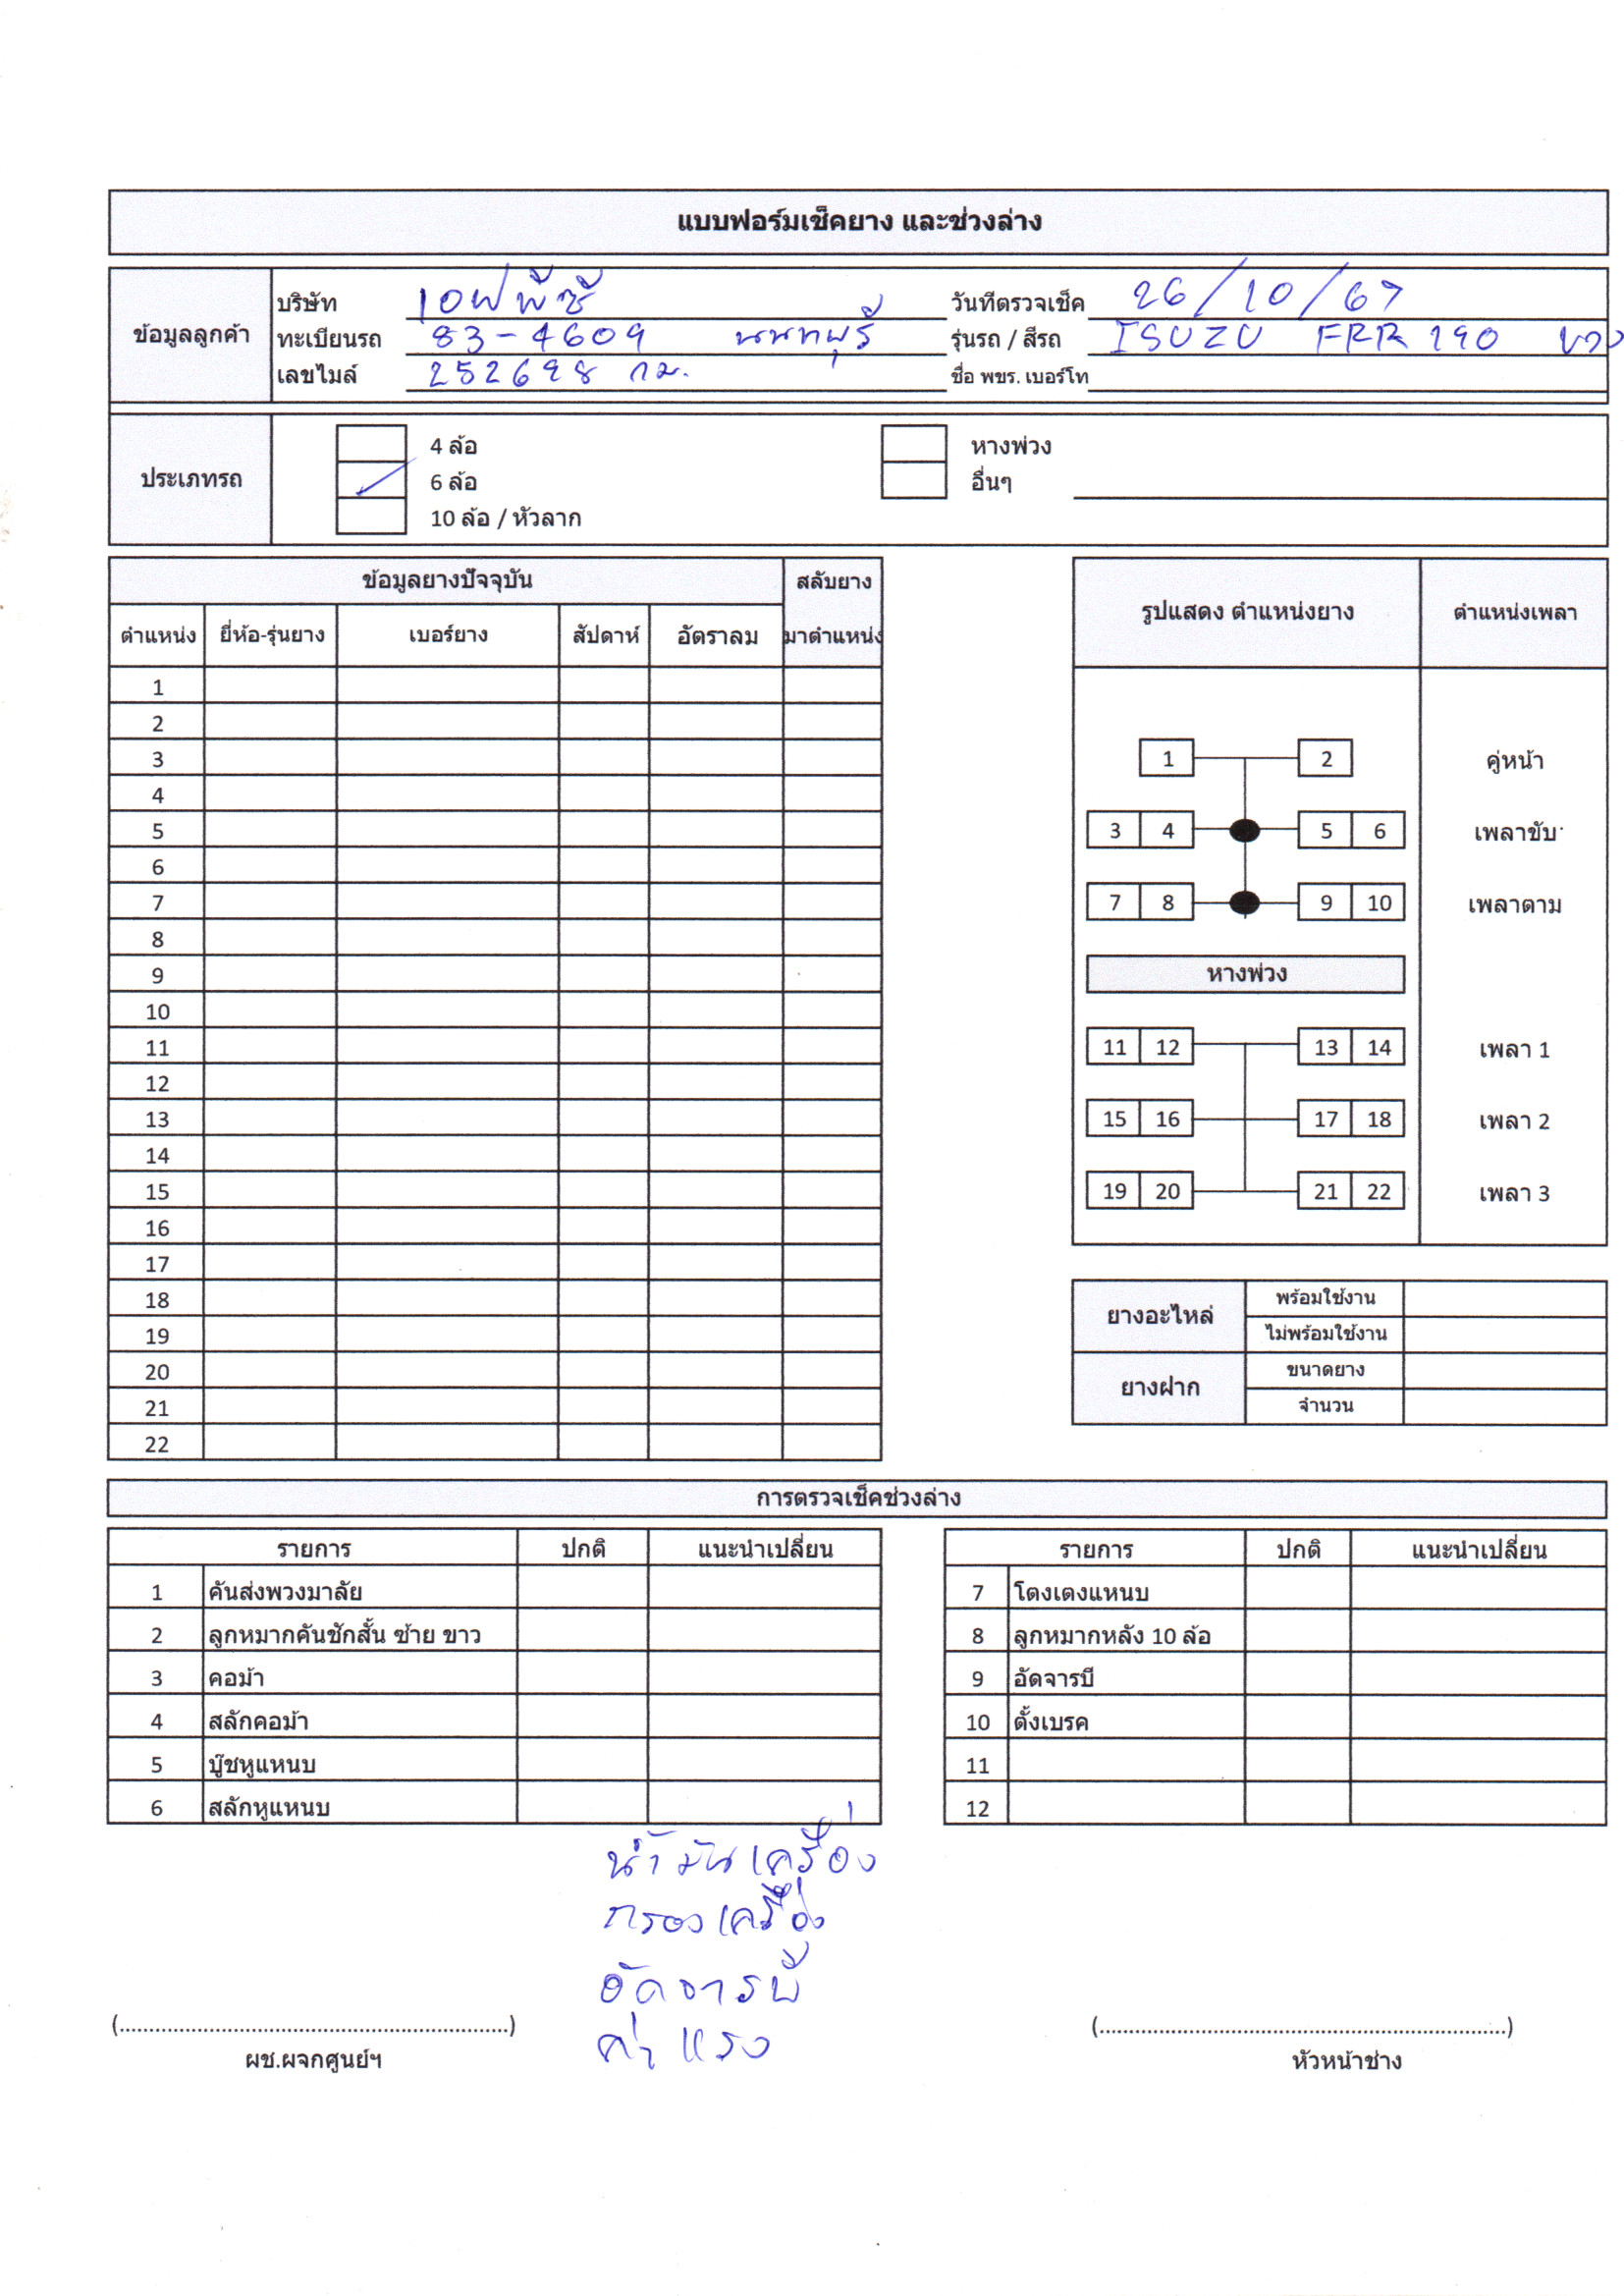 แบบฟอร์มเช็คยาง และช่วงล่าง
ข้อมูลลูกค้า
บริษัท เอฟพีซี วันที่ตรวจเช็ค 26/10/67
ทะเบียนรถ 83-4609 นนทบุรี รุ่นรถ / สีรถ ISUZU FRR 190 ขาว
เลขไมล์ 252698 กม. ชื่อ พขร. เบอร์โท
ประเภทรถ
4 ล้อ หางพ่วง
6 ล้อ อื่นๆ
10 ล้อ / หัวลาก
ข้อมูลยางปัจจุบัน สลับยาง
ตำแหน่ง ยี่ห้อ-รุ่นยาง เบอร์ยาง สัปดาห์ อัตราลม มาตำแหน่ง
1
2
3
4
5
6
7
8
9
10
11
12
13
14
15
16
17
18
19
20
21
22
รูปแสดง ตำแหน่งยาง ตำแหน่งเพลา
1 2 คู่หน้า
3 4 5 6 เพลาขับ
7 8 9 10 เพลาตาม
หางพ่วง
11 12 13 14 เพลา 1
15 16 17 18 เพลา 2
19 20 21 22 เพลา 3
ยางอะไหล่ พร้อมใช้งาน
ไม่พร้อมใช้งาน
ยางฝาก ขนาดยาง
จำนวน
การตรวจเช็คช่วงล่าง
รายการ ปกติ แนะนำเปลี่ยน รายการ ปกติ แนะนำเปลี่ยน
1 คันส่งพวงมาลัย 7 โตงเตงแหนบ
2 ลูกหมากคันชักสั้น ซ้าย ขาว 8 ลูกหมากหลัง 10 ล้อ
3 คอม้า 9 อัดจารบี
4 สลักคอม้า 10 ตั้งเบรค
5 บู๊ชหูแหนบ 11
6 สลักหูแหนบ 12
น้ำมันเครื่อง
กรองเครื่อง
อัดจารบี
ค่าแรง
(....................................................................) (....................................................................)
ผช.ผจกศูนย์ฯ หัวหน้าช่าง